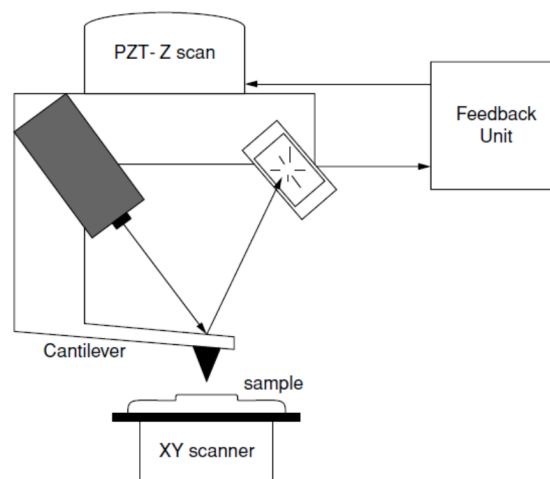 PZT- Z scan
Feedback
Unit
Cantilever
sample
XY scanner